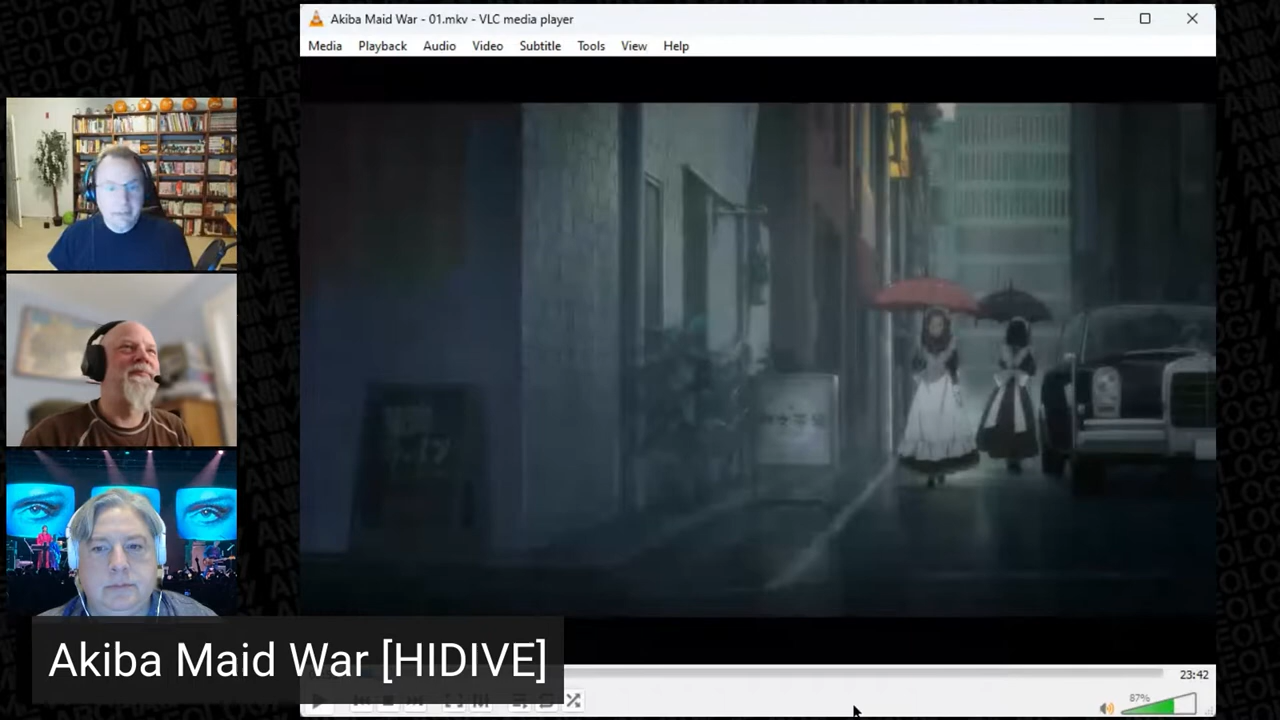 Akiba Maid War - 01.mkv - VLC media player
Media Playback Audio Video Subtitle Tools View Help
Akiba Maid War [HIDIVE]
23:42
87%